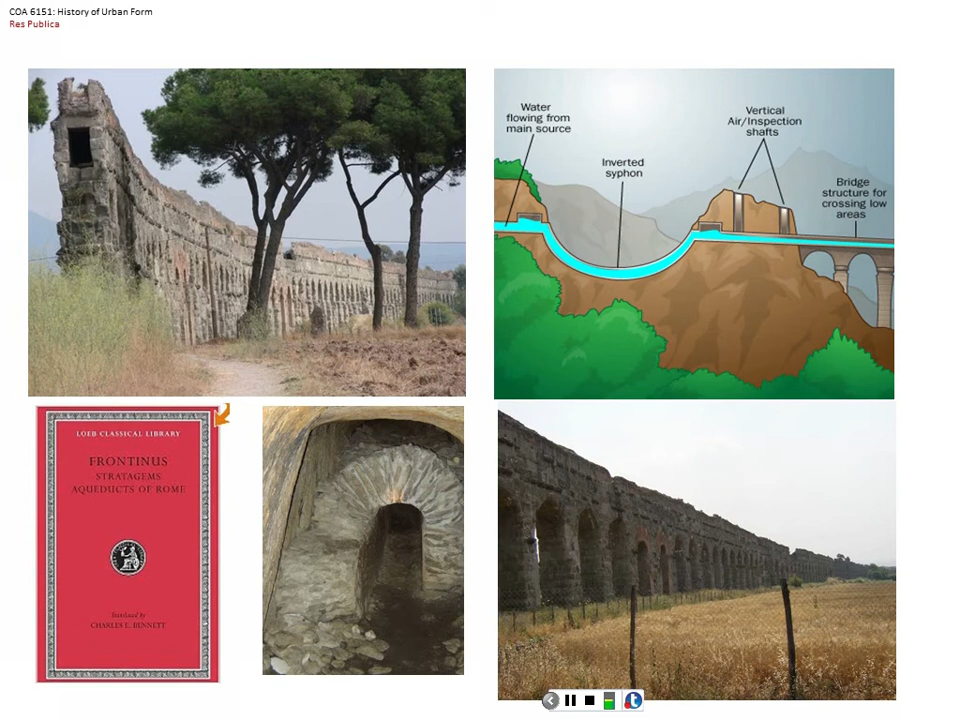 COA 6151: History of Urban Form
Res Publica
Water
flowing from
main source
Inverted
syphon
Vertical
Air/Inspection
shafts
Bridge
structure for
crossing low
areas
LOEB CLASSICAL LIBRARY
FRONTINUS
STRATAGEMS
AQUEDUCTS OF ROME
Translated by
CHARLES E. BENNETT
t